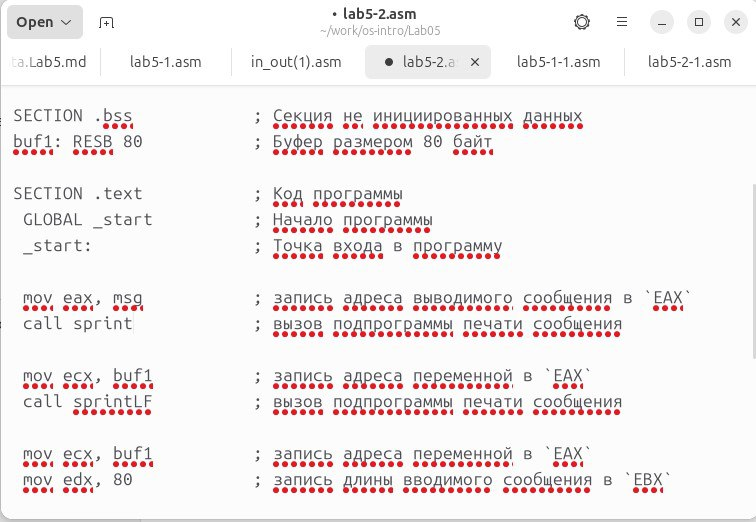 Open
• lab5-2.asm
~/work/os-intro/Lab05
ta.Lab5.md lab5-1.asm in_out(1).asm lab5-2.a lab5-1-1.asm lab5-2-1.asm
SECTION .bss ; Секция не инициированных данных
buf1: RESB 80 ; Буфер размером 80 байт
SECTION .text ; Код программы
GLOBAL _start ; Начало программы
_start: ; Точка входа в программу
mov eax, msg ; запись адреса выводимого сообщения в `EAX`
call sprint ; вызов подпрограммы печати сообщения
mov ecx, buf1 ; запись адреса переменной в `EAX`
call sprintLF ; вызов подпрограммы печати сообщения
mov ecx, buf1 ; запись адреса переменной в `EAX`
mov edx, 80 ; запись длины вводимого сообщения в `EBX`